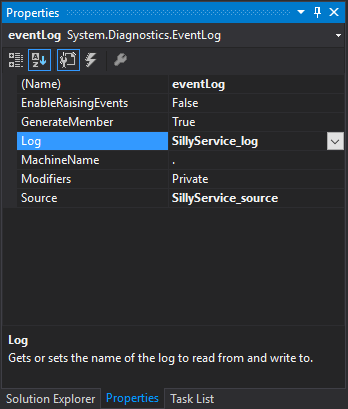 Properties
eventLog System.Diagnostics.EventLog
(Name) eventLog
EnableRaisingEvents False
GenerateMember True
Log SillyService_log
MachineName .
Modifiers Private
Source SillyService_source
Log
Gets or sets the name of the log to read from and write to.
Solution Explorer Properties Task List